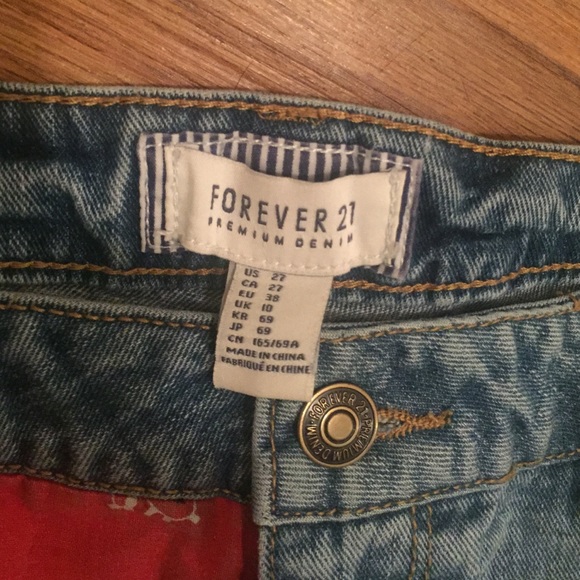 FOREVER 21
PREMIUM DENIM
US 27
CA 27
EU 38
UK 10
KR 69
JP 69
CN 165/69A
MADE IN CHINA
FABRIQUÉ EN CHINE
FOREVER 21 PREMIUM DENIM